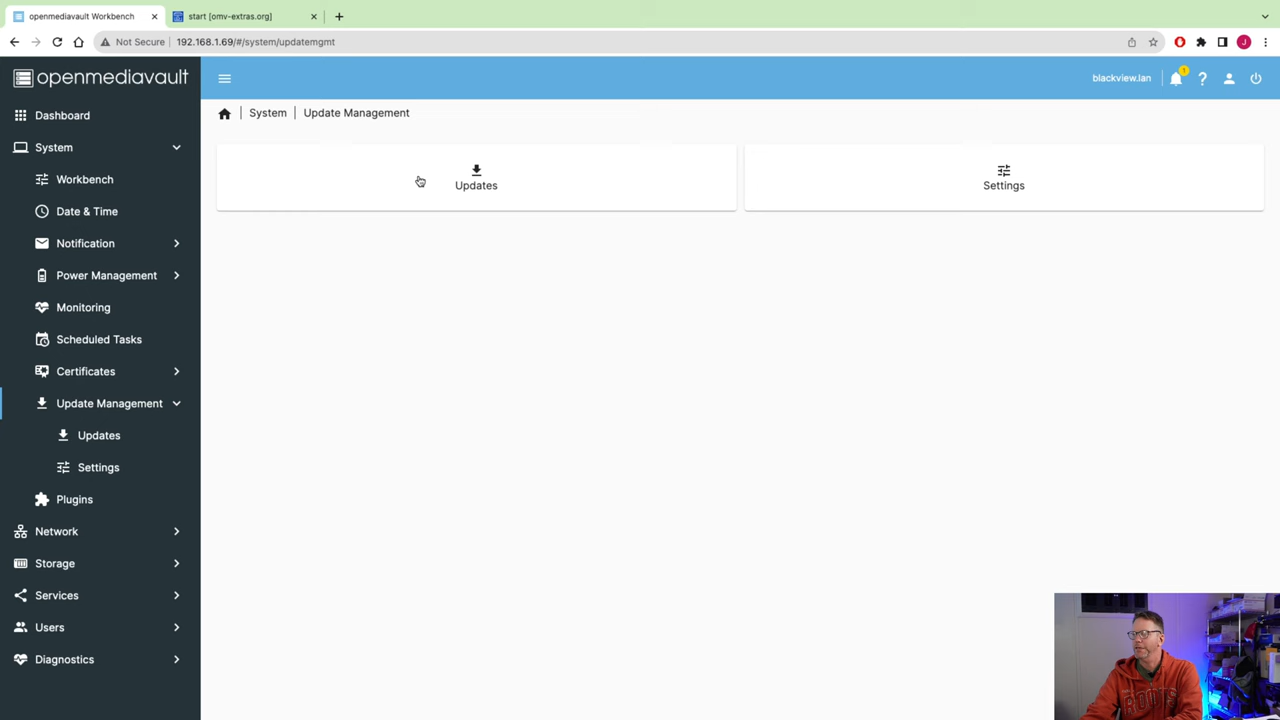 openmediavault Workbench
start [omv-extras.org]
Not Secure
192.168.1.69/#/system/updatemgmt
J
openmediavault
blackview.lan
1
?
System
Update Management
Updates
Settings
Dashboard
System
Workbench
Date & Time
Notification
Power Management
Monitoring
Scheduled Tasks
Certificates
Update Management
Updates
Settings
Plugins
Network
Storage
Services
Users
Diagnostics
ROOTS